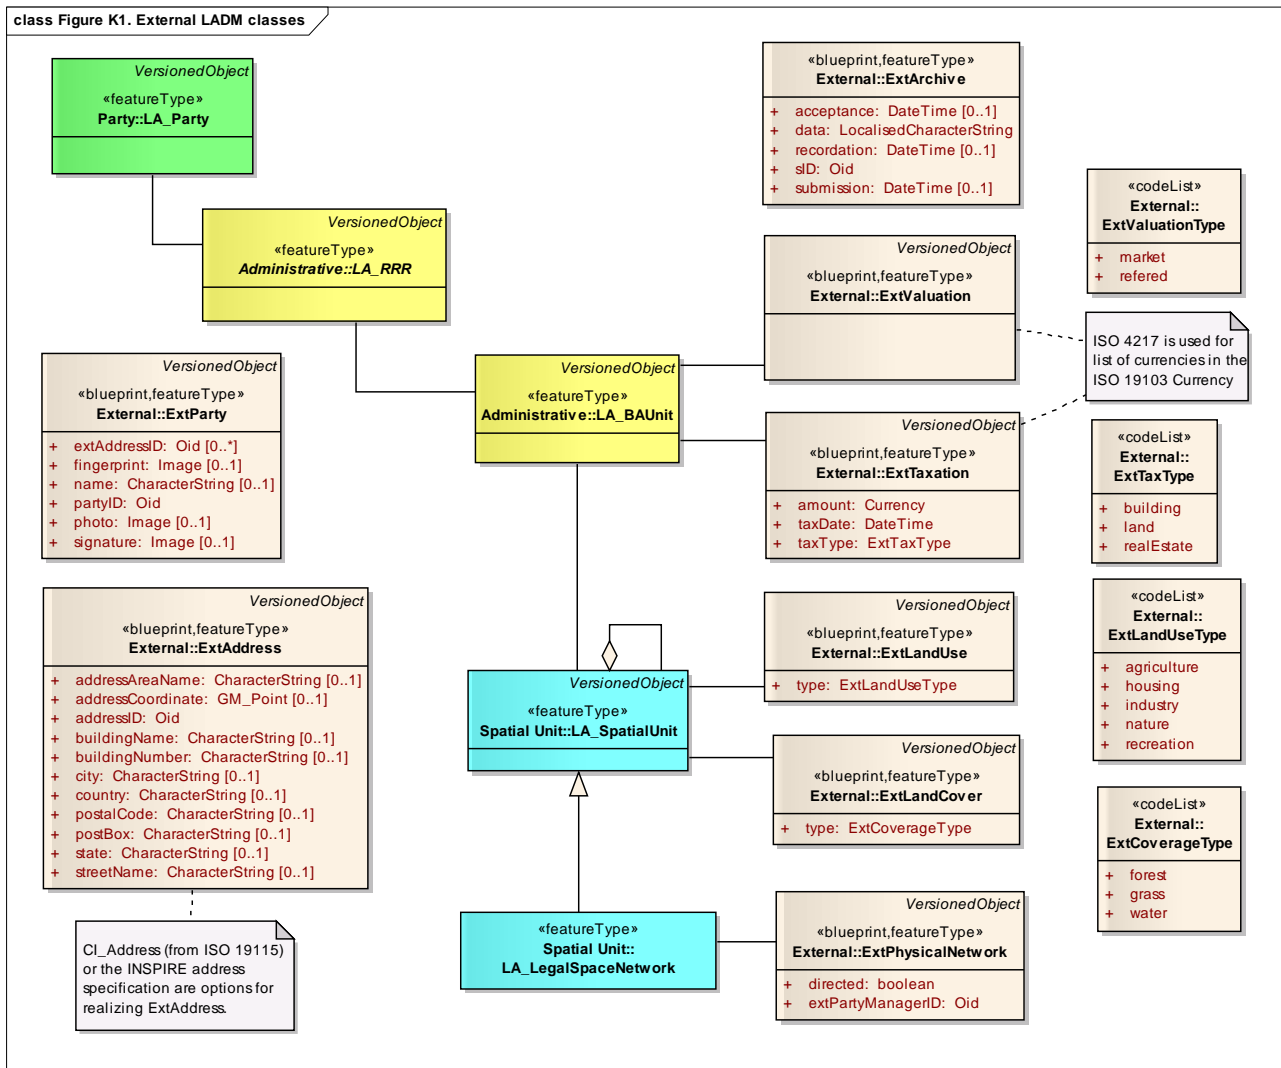 class Figure K1. External LADM classes
VersionedObject
«featureType»
Party::LA_Party
VersionedObject
«featureType»
Administrative::LA_RRR
VersionedObject
«blueprint,featureType»
External::ExtParty
+ extAddressID: Oid [0..*]
+ fingerprint: Image [0..1]
+ name: CharacterString [0..1]
+ partyID: Oid
+ photo: Image [0..1]
+ signature: Image [0..1]
VersionedObject
«blueprint,featureType»
External::ExtAddress
+ addressAreaName: CharacterString [0..1]
+ addressCoordinate: GM_Point [0..1]
+ addressID: Oid
+ buildingName: CharacterString [0..1]
+ buildingNumber: CharacterString [0..1]
+ city: CharacterString [0..1]
+ country: CharacterString [0..1]
+ postalCode: CharacterString [0..1]
+ postBox: CharacterString [0..1]
+ state: CharacterString [0..1]
+ streetName: CharacterString [0..1]
CI_Address (from ISO 19115)
or the INSPIRE address
specification are options for
realizing ExtAddress.
VersionedObject
«featureType»
Administrative::LA_BAUnit
VersionedObject
«featureType»
Spatial Unit::LA_SpatialUnit
«featureType»
Spatial Unit::
LA_LegalSpaceNetwork
«blueprint,featureType»
External::ExtArchive
+ acceptance: DateTime [0..1]
+ data: LocalisedCharacterString
+ recordation: DateTime [0..1]
+ sID: Oid
+ submission: DateTime [0..1]
VersionedObject
«blueprint,featureType»
External::ExtValuation
VersionedObject
«blueprint,featureType»
External::ExtTaxation
+ amount: Currency
+ taxDate: DateTime
+ taxType: ExtTaxType
VersionedObject
«blueprint,featureType»
External::ExtLandUse
+ type: ExtLandUseType
VersionedObject
«blueprint,featureType»
External::ExtLandCover
+ type: ExtCoverageType
VersionedObject
«blueprint,featureType»
External::ExtPhysicalNetwork
+ directed: boolean
+ extPartyManagerID: Oid
«codeList»
External::
ExtValuationType
+ market
+ refered
ISO 4217 is used for
list of currencies in the
ISO 19103 Currency
«codeList»
External::
ExtTaxType
+ building
+ land
+ realEstate
«codeList»
External::
ExtLandUseType
+ agriculture
+ housing
+ industry
+ nature
+ recreation
«codeList»
External::
ExtCoverageType
+ forest
+ grass
+ water